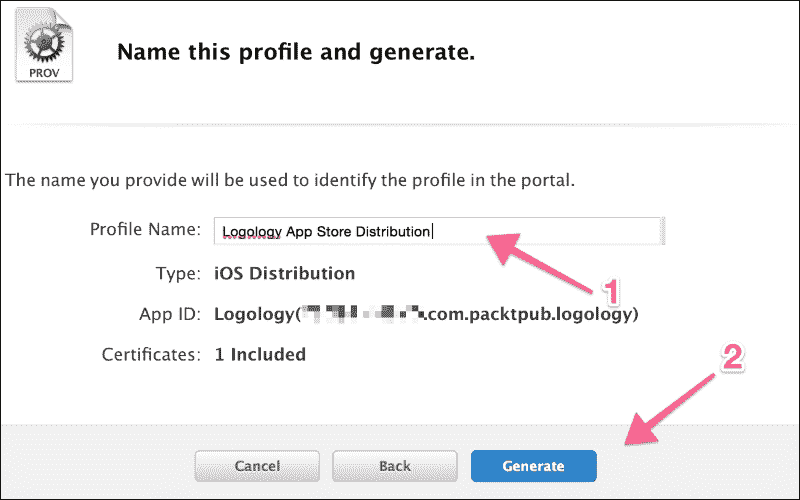 PROV
Name this profile and generate.
The name you provide will be used to identify the profile in the portal.
Profile Name: Logology App Store Distribution
1
Type: iOS Distribution
App ID: Logology( .com.packtpub.logology)
Certificates: 1 Included
2
Cancel Back Generate